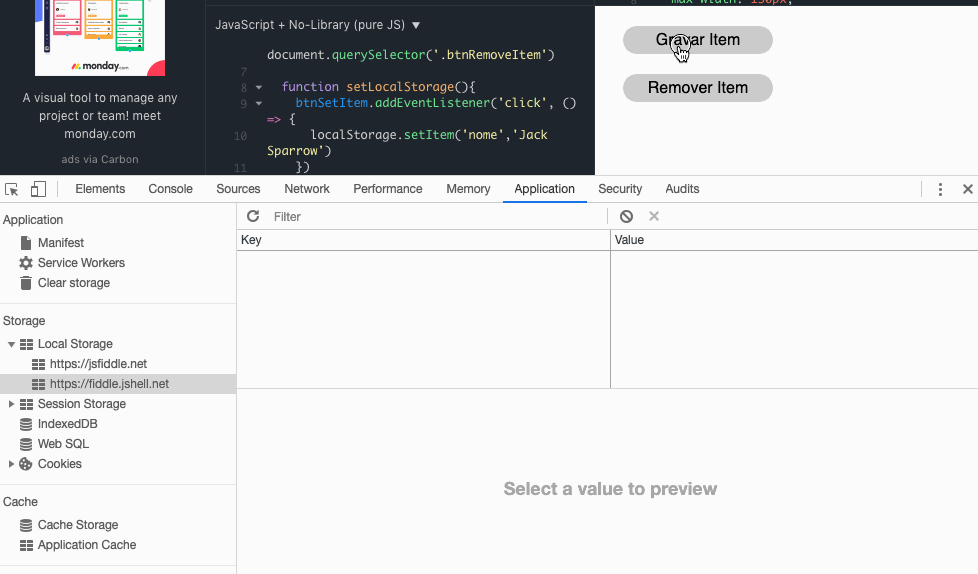 JavaScript + No-Library (pure JS) ▼
monday.com
A visual tool to manage any
project or team! meet
monday.com
ads via Carbon
document.querySelector('.btnRemoveItem')
7
8 function setLocalStorage(){
9 btnSetItem.addEventListener('click', ()
=> {
10 localStorage.setItem('nome','Jack
Sparrow')
11 })
Gravar Item
Remover Item
Elements Console Sources Network Performance Memory Application Security Audits
Application
Manifest
Service Workers
Clear storage
Storage
Local Storage
https://jsfiddle.net
https://fiddle.jshell.net
Session Storage
IndexedDB
Web SQL
Cookies
Cache
Cache Storage
Application Cache
Filter
Key Value
Select a value to preview